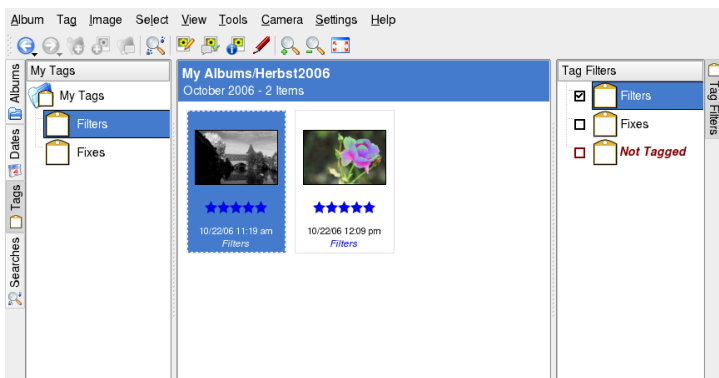 Album Tag Image Select View Tools Camera Settings Help
Albums
Dates
Tags
Searches
My Tags
My Tags
Filters
Fixes
My Albums/Herbst2006
October 2006 - 2 Items
10/22/06 11:19 am
Filters
10/22/06 12:09 pm
Filters
Tag Filters
Filters
Fixes
Not Tagged
Tag Filters